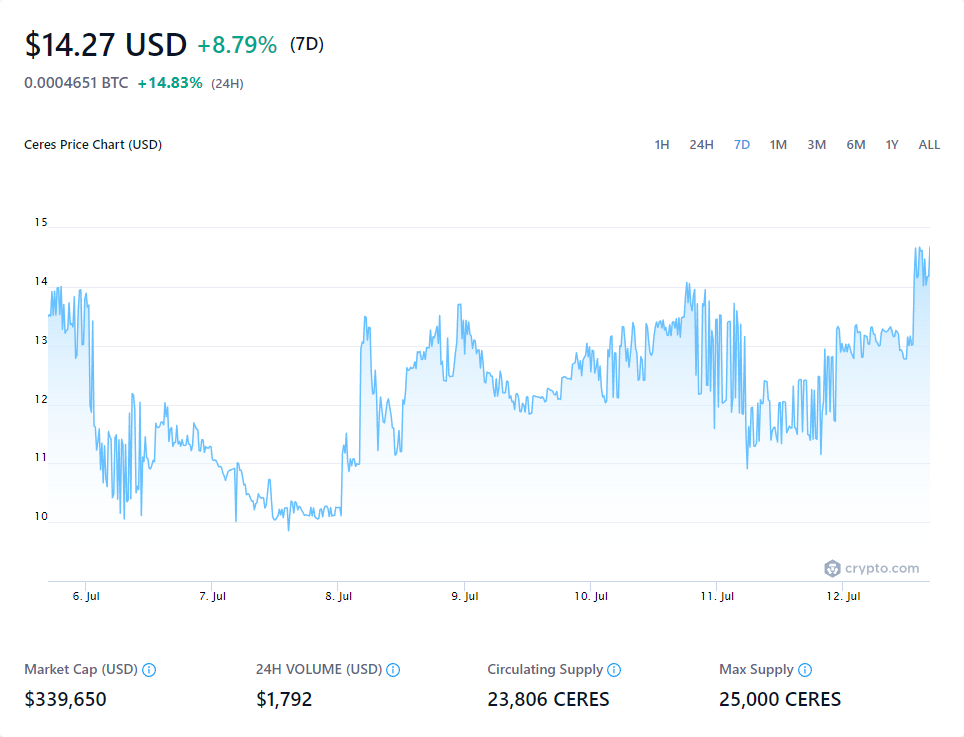 $14.27 USD +8.79% (7D)
0.0004651 BTC +14.83% (24H)
Ceres Price Chart (USD) 1H 24H 7D 1M 3M 6M 1Y ALL
15
14
13
12
11
10
crypto.com
6. Jul 7. Jul 8. Jul 9. Jul 10. Jul 11. Jul 12. Jul
Market Cap (USD) 24H VOLUME (USD) Circulating Supply Max Supply
$339,650 $1,792 23,806 CERES 25,000 CERES